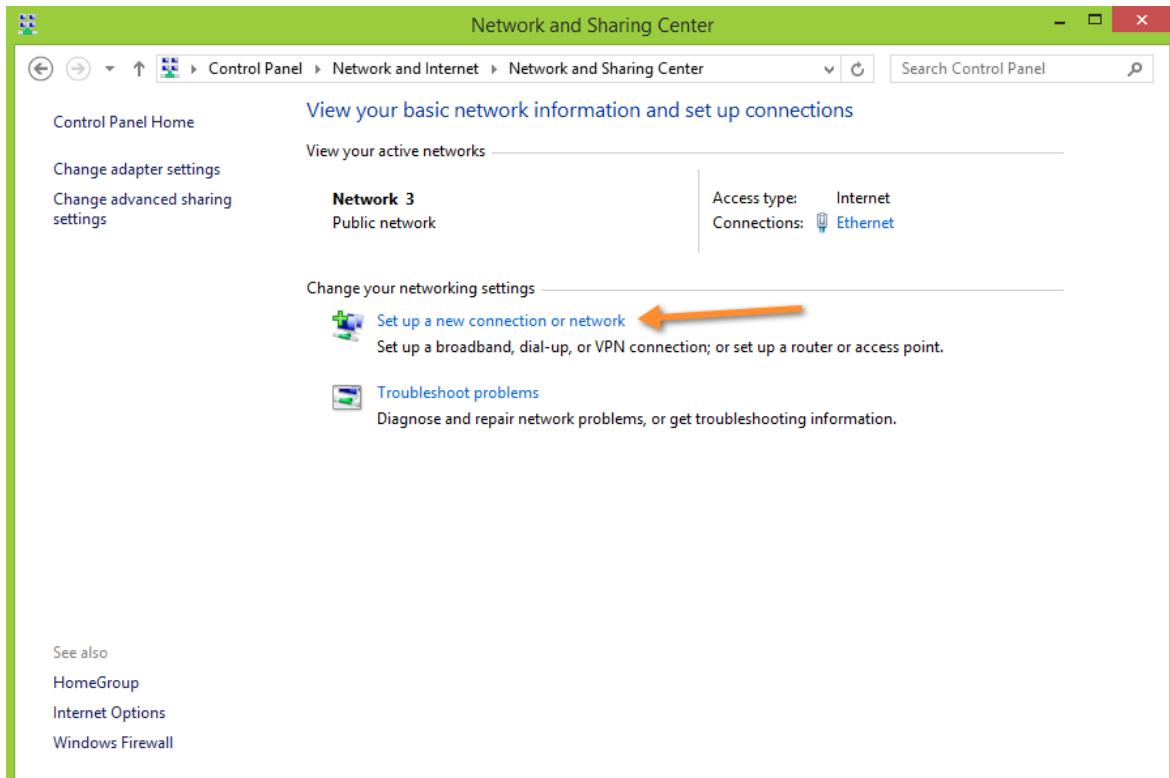 Network and Sharing Center
Control Panel Network and Internet Network and Sharing Center
Search Control Panel
Control Panel Home
Change adapter settings
Change advanced sharing
settings
View your basic network information and set up connections
View your active networks
Network 3
Public network
Access type: Internet
Connections: Ethernet
Change your networking settings
Set up a new connection or network
Set up a broadband, dial-up, or VPN connection; or set up a router or access point.
Troubleshoot problems
Diagnose and repair network problems, or get troubleshooting information.
See also
HomeGroup
Internet Options
Windows Firewall